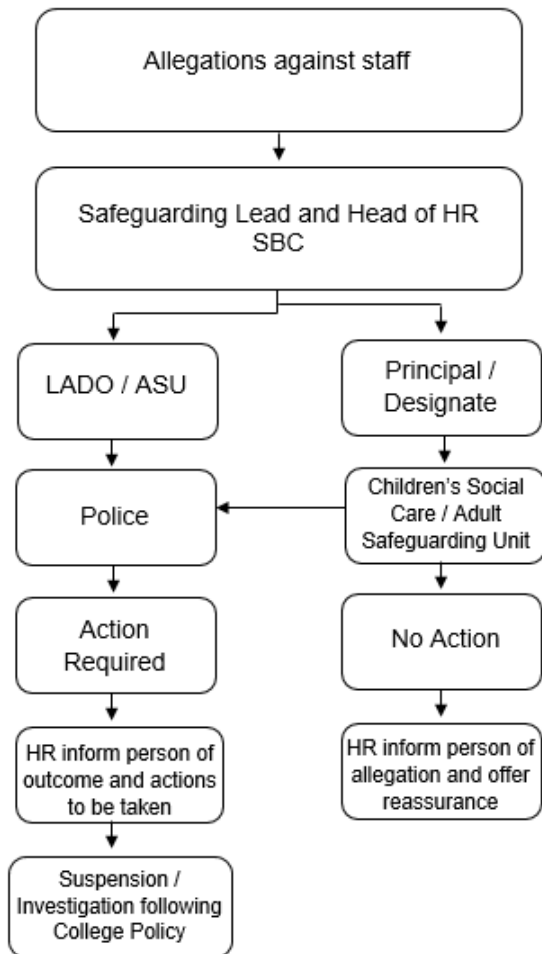 Allegations against staff
Safeguarding Lead and Head of HR
SBC
LADO / ASU
Principal /
Designate
Police
Children's Social
Care / Adult
Safeguarding Unit
Action
Required
No Action
HR inform person of
outcome and actions
to be taken
HR inform person of
allegation and offer
reassurance
Suspension /
Investigation following
College Policy